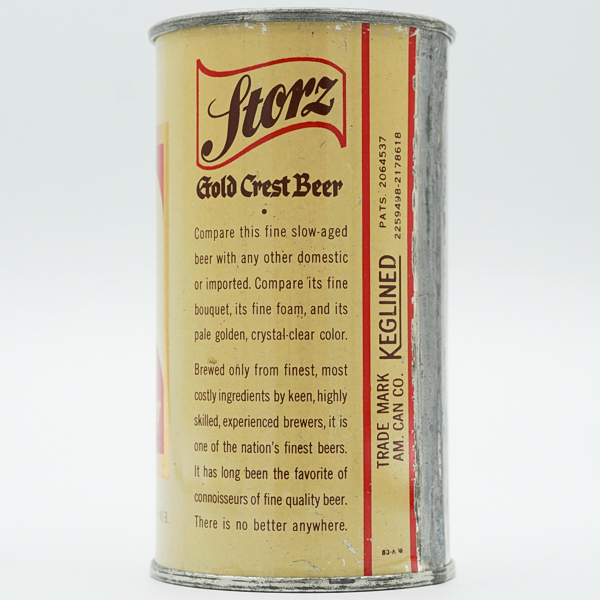 Storz
Gold Crest Beer
Compare this fine slow-aged
beer with any other domestic
or imported. Compare its fine
bouquet, its fine foam, and its
pale golden, crystal-clear color.
Brewed only from finest, most
costly ingredients by keen, highly
skilled, experienced brewers, it is
one of the nation's finest beers.
It has long been the favorite of
connoisseurs of fine quality beer.
There is no better anywhere.
TRADE MARK KEGLINED PATS. 2064537
AM. CAN CO. 2259498-2178618